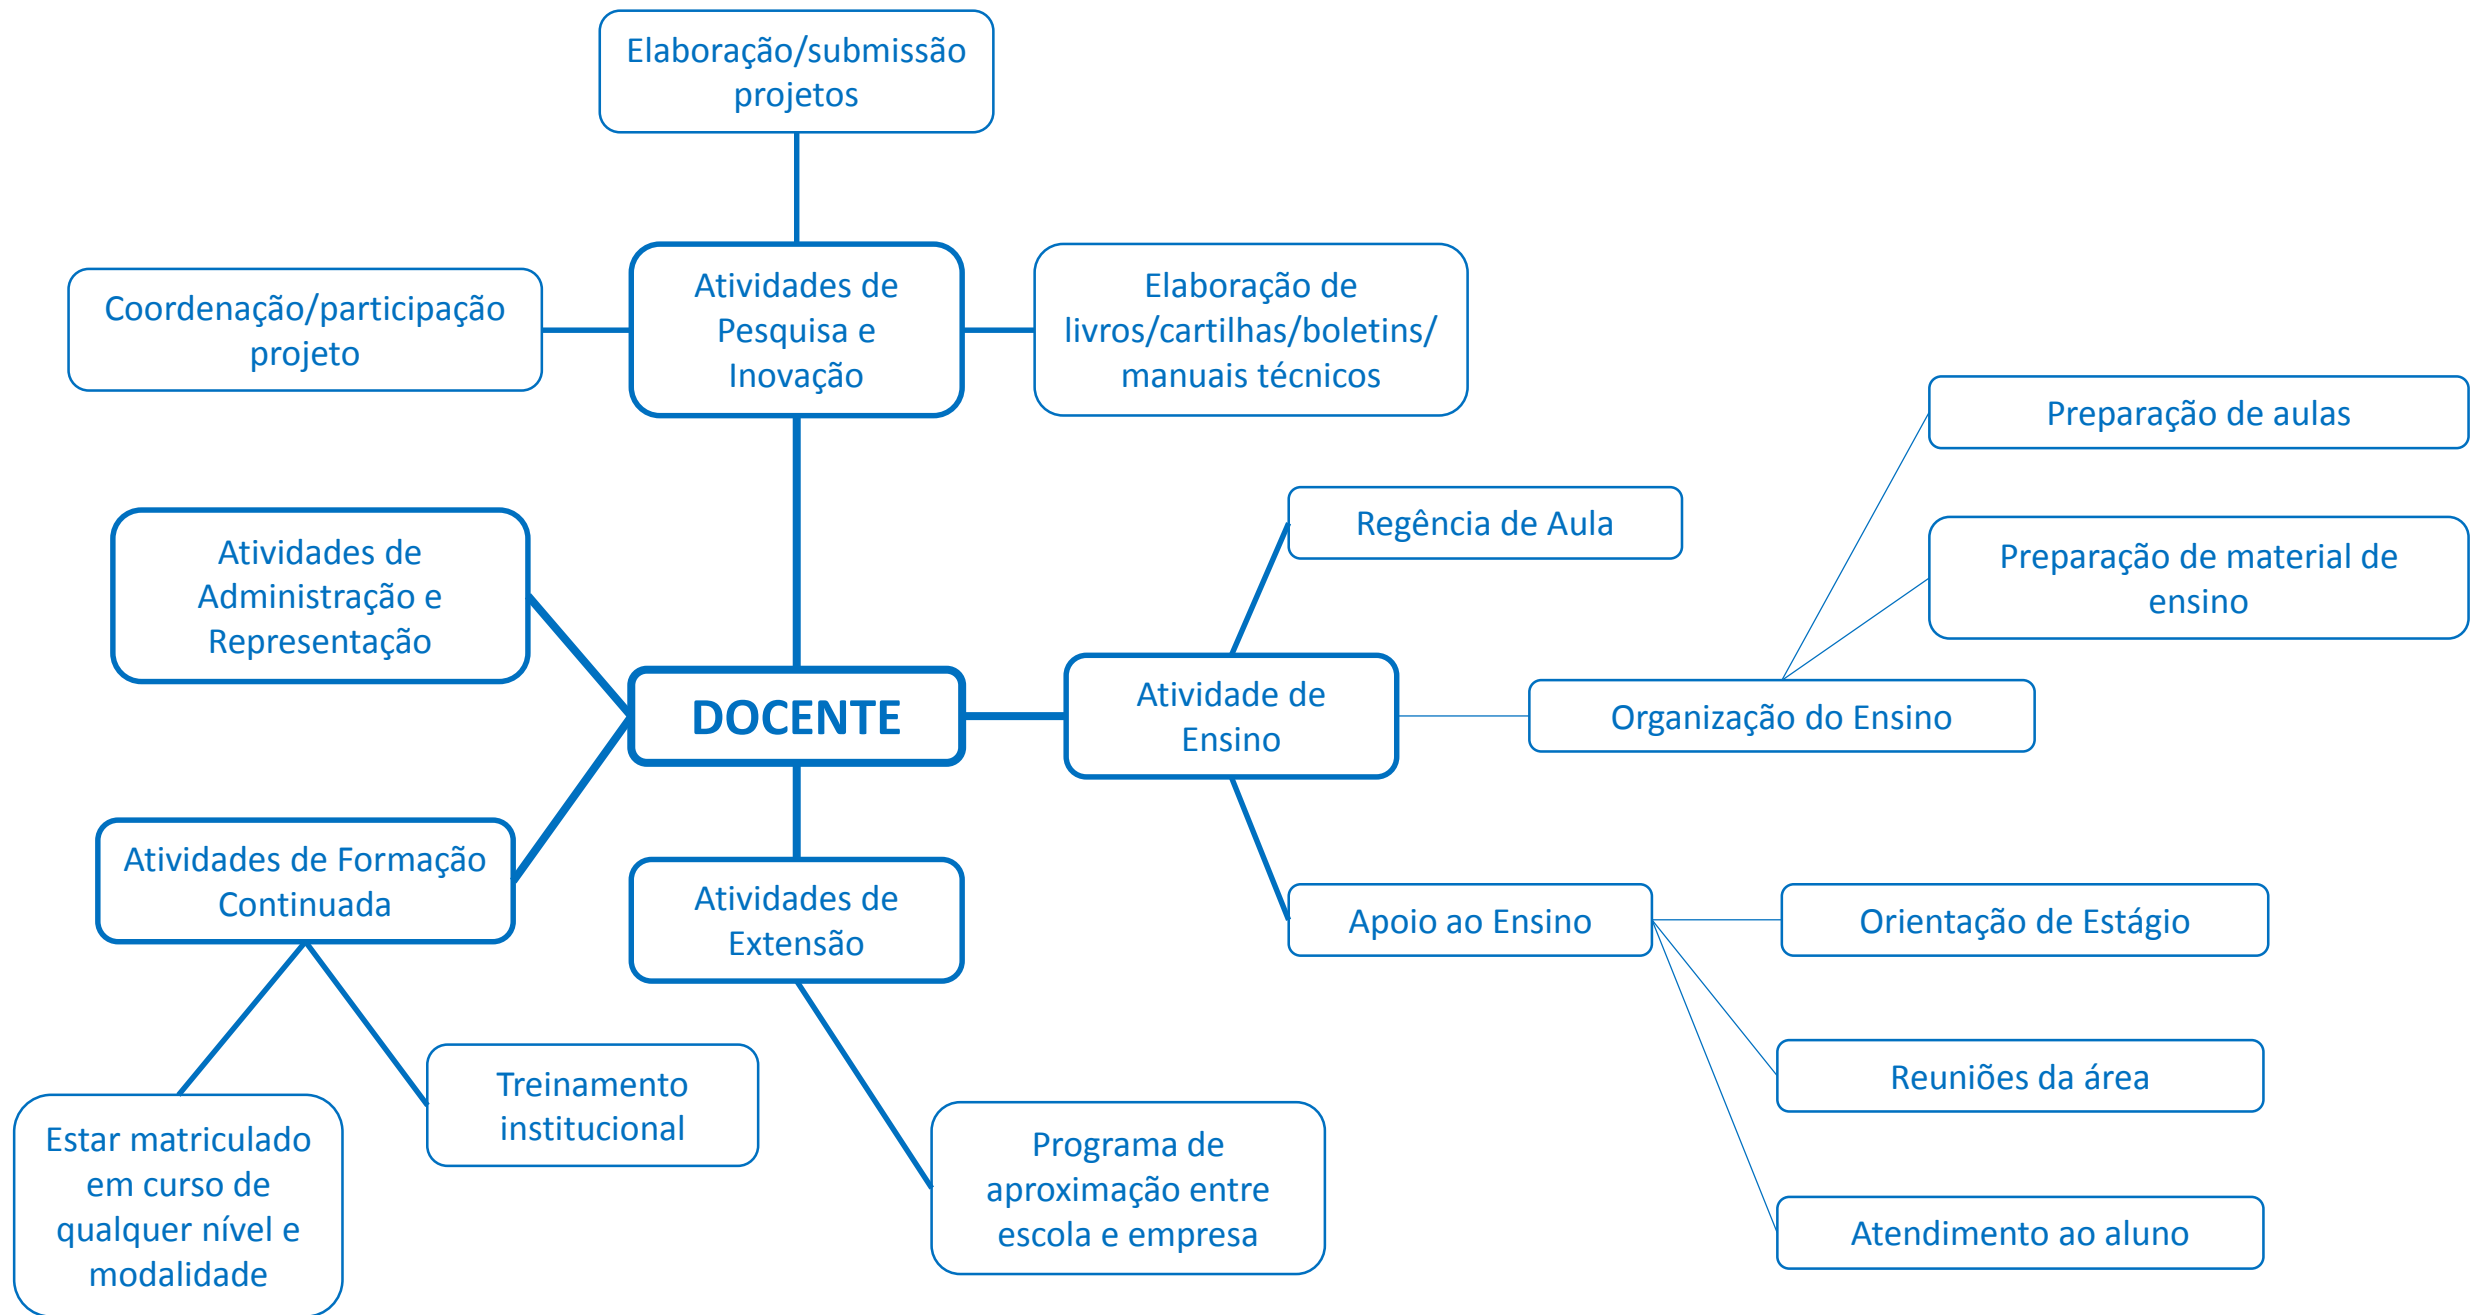 Elaboração/submissão
projetos
Coordenação/participação
projeto
Atividades de
Pesquisa e
Inovação
Elaboração de
livros/cartilhas/boletins/
manuais técnicos
Preparação de aulas
Regência de Aula
Preparação de material de
ensino
Atividades de
Administração e
Representação
DOCENTE
Atividade de
Ensino
Organização do Ensino
Atividades de Formação
Continuada
Atividades de
Extensão
Apoio ao Ensino
Orientação de Estágio
Reuniões da área
Atendimento ao aluno
Treinamento
institucional
Estar matriculado
em curso de
qualquer nível e
modalidade
Programa de
aproximação entre
escola e empresa